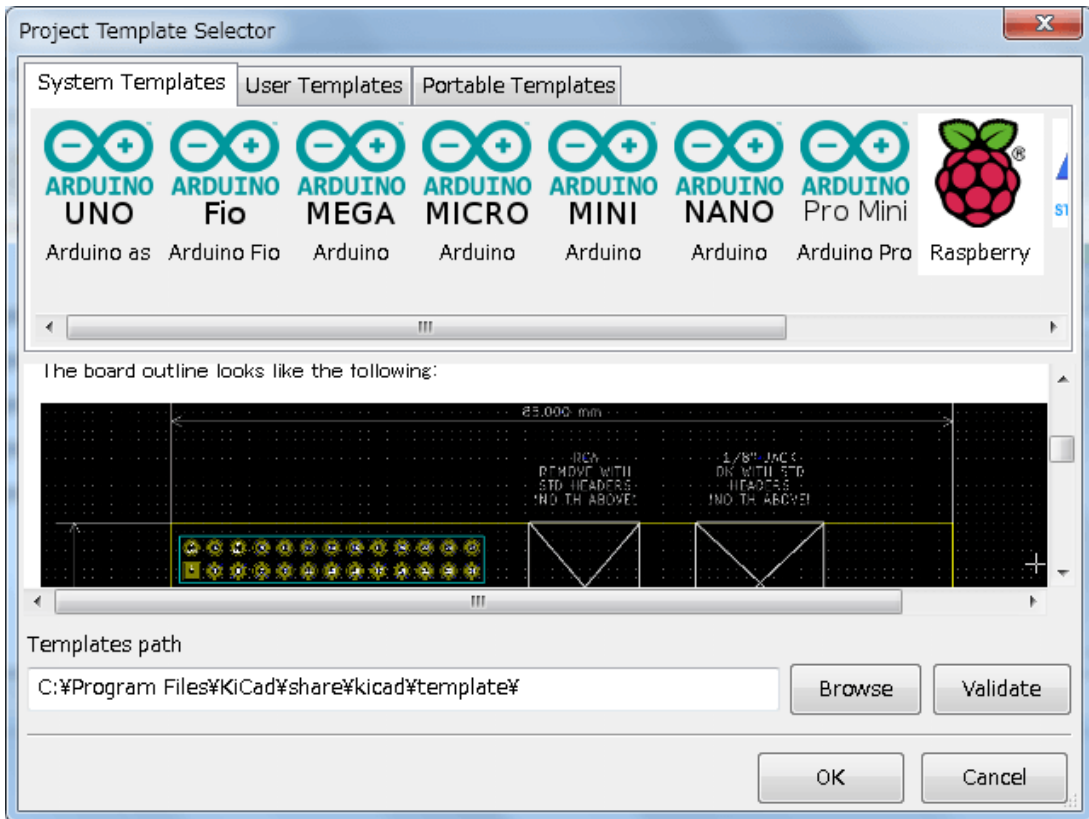 Project Template Selector
System Templates User Templates Portable Templates
ARDUINO ARDUINO ARDUINO ARDUINO ARDUINO ARDUINO ARDUINO ®
UNO Fio MEGA MICRO MINI NANO Pro Mini
Arduino as Arduino Fio Arduino Arduino Arduino Arduino Arduino Pro Raspberry
The board outline looks like the following:
85.000 mm
RCA
REMOVE WITH
STD HEADERS
!NO TH ABOVE!
1/8" JACK
OK WITH STD
HEADERS
!NO TH ABOVE!
Templates path
C:¥Program Files¥KiCad¥share¥kicad¥template¥
Browse Validate
OK Cancel